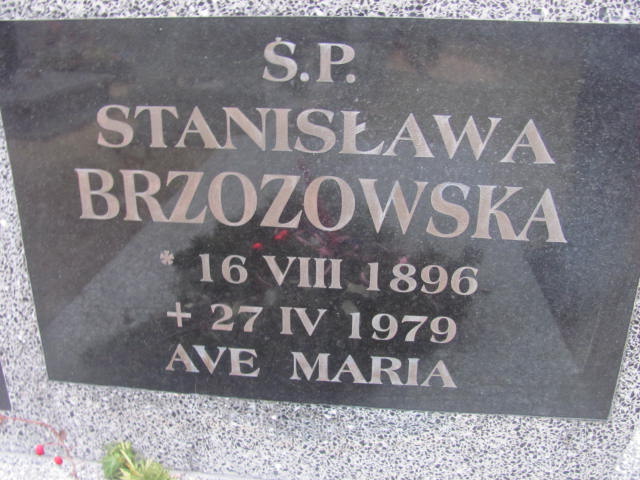 Ś.P.
STANISŁAWA
BRZOZOWSKA
* 16 VIII 1896
+ 27 IV 1979
AVE MARIA